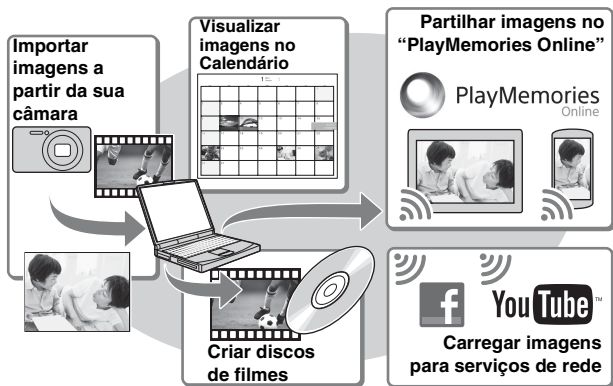 Importar
imagens a
partir da sua
câmara
Visualizar
imagens no
Calendário
Partilhar imagens no
“PlayMemories Online”
PlayMemories
Online
Criar discos
de filmes
f
You Tube™
Carregar imagens
para serviços de rede